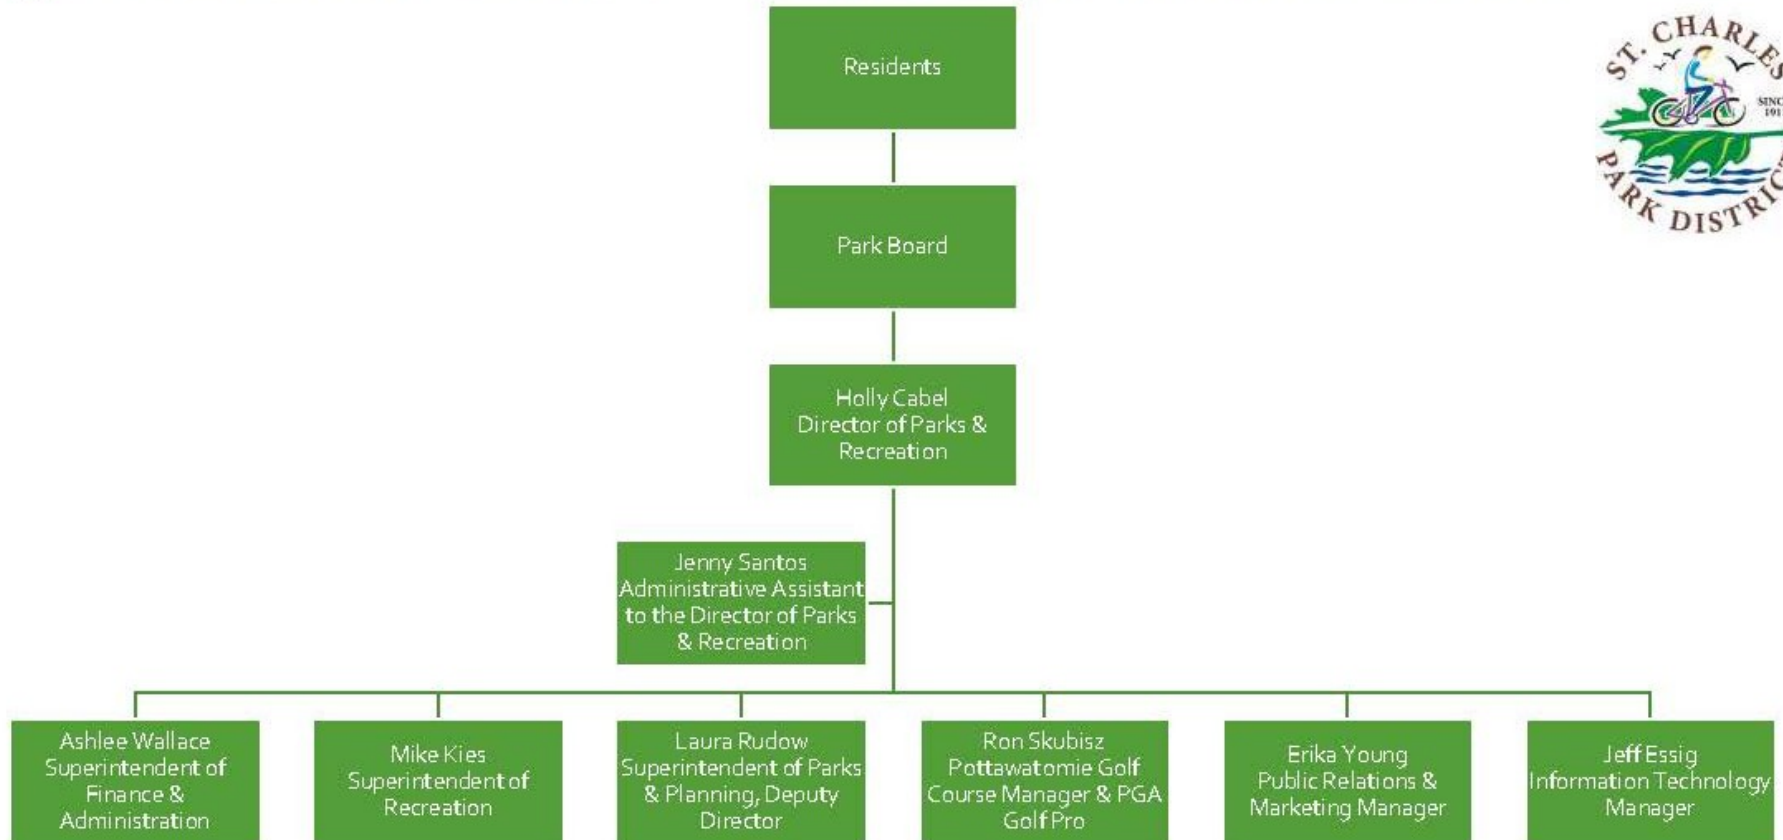 Residents
ST. CHARLES
PARK DISTRICT
Park Board
Holly Cabel
Director of Parks &
Recreation
Jenny Santos
Administrative Assistant
to the Director of Parks
& Recreation
Ashlee Wallace
Superintendent of
Finance &
Administration
Mike Kies
Superintendent of
Recreation
Laura Rudow
Superintendent of Parks
& Planning, Deputy
Director
Ron Skubisz
Pottawatomie Golf
Course Manager & PGA
Golf Pro
Erika Young
Public Relations &
Marketing Manager
Jeff Essig
Information Technology
Manager